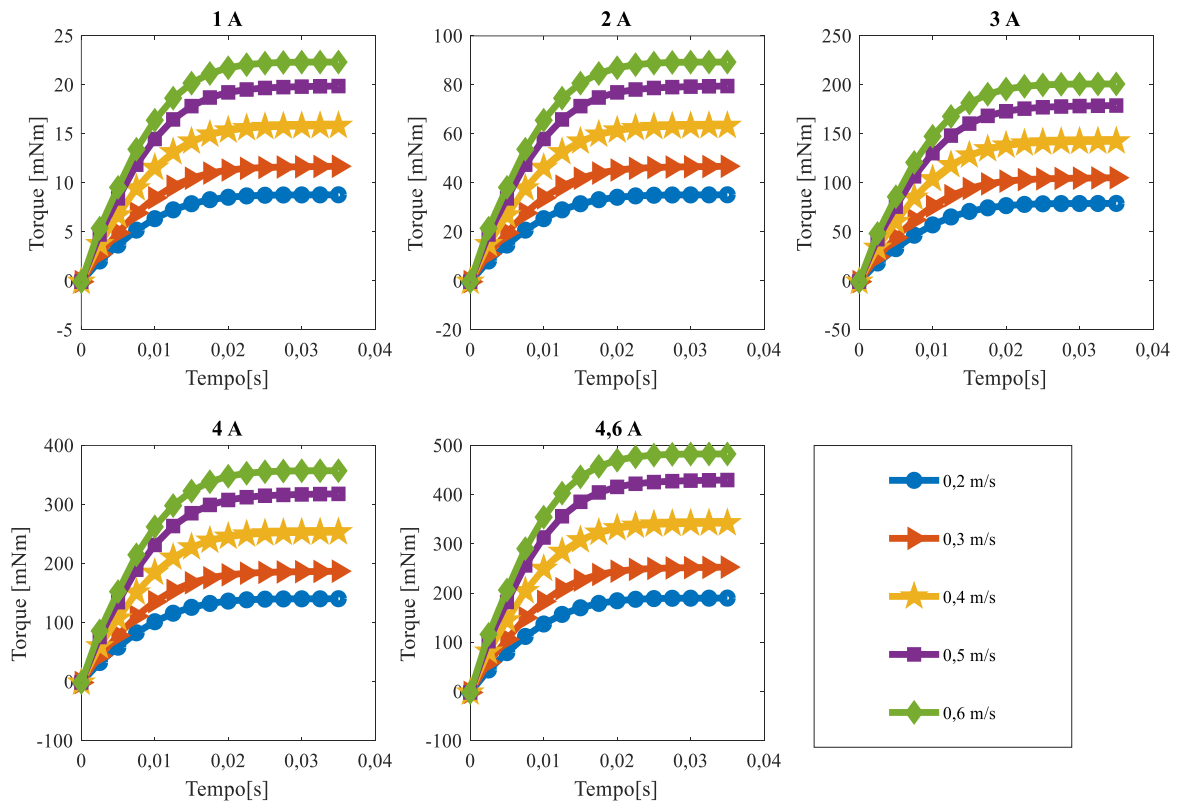 1 A
25
20
15
10
5
0
-5
Torque [mNm]
0 0,01 0,02 0,03 0,04
Tempo[s]
2 A
100
80
60
40
20
0
-20
Torque [mNm]
0 0,01 0,02 0,03 0,04
Tempo[s]
3 A
250
200
150
100
50
0
-50
Torque [mNm]
0 0,01 0,02 0,03 0,04
Tempo[s]
4 A
400
300
200
100
0
-100
Torque [mNm]
0 0,01 0,02 0,03 0,04
Tempo[s]
4,6 A
500
400
300
200
100
0
-100
Torque [mNm]
0 0,01 0,02 0,03 0,04
Tempo[s]
0,2 m/s
0,3 m/s
0,4 m/s
0,5 m/s
0,6 m/s